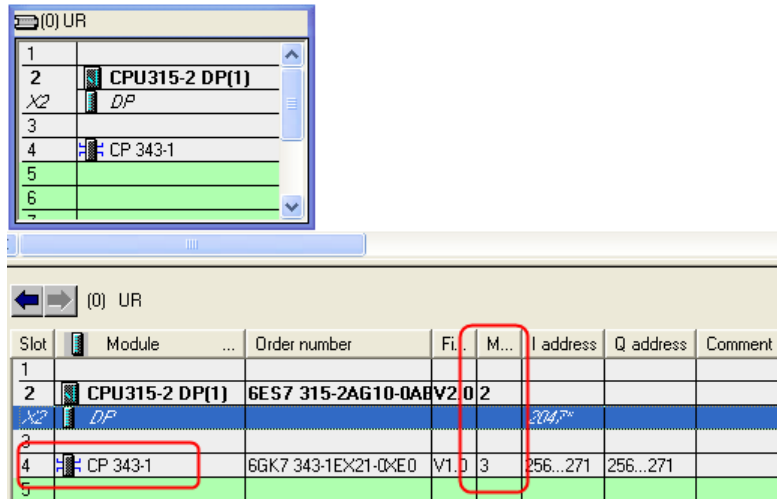 (0) UR
1
2 CPU315-2 DP(1)
X2 DP
3
4 CP 343-1
5
6
7
(0) UR
Slot Module ... Order number Fi... M... I address Q address Comment
1
2 CPU315-2 DP(1) 6ES7 315-2AG10-0AB V2.0 2
X2 DP 2047*
3
4 CP 343-1 6GK7 343-1EX21-0XE0 V1.0 3 256...271 256...271
5